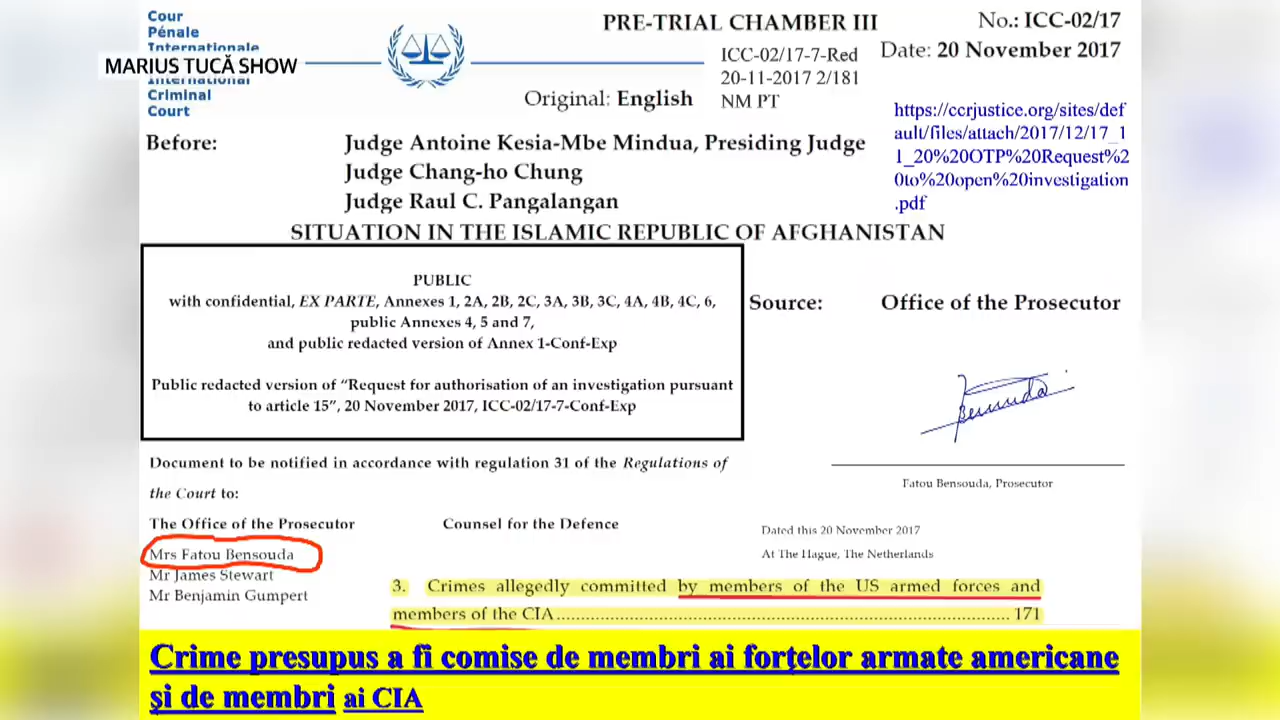 Cour
Pénale
Internationale
MARIUS TUCĂ SHOW
International
Criminal
Court
PRE-TRIAL CHAMBER III
No.: ICC-02/17
ICC-02/17-7-Red
20-11-2017 2/181
NM PT
Date: 20 November 2017
Original: English
https://ccrjustice.org/sites/def
ault/files/attach/2017/12/17_1
1_20%20OTP%20Request%2
0to%20open%20investigation
.pdf
Before:
Judge Antoine Kesia-Mbe Mindua, Presiding Judge
Judge Chang-ho Chung
Judge Raul C. Pangalangan
SITUATION IN THE ISLAMIC REPUBLIC OF AFGHANISTAN
PUBLIC
with confidential, EX PARTE, Annexes 1, 2A, 2B, 2C, 3A, 3B, 3C, 4A, 4B, 4C, 6,
public Annexes 4, 5 and 7,
and public redacted version of Annex 1-Conf-Exp
Public redacted version of “Request for authorisation of an investigation pursuant
to article 15”, 20 November 2017, ICC-02/17-7-Conf-Exp
Source: Office of the Prosecutor
Bensouda
Fatou Bensouda, Prosecutor
Document to be notified in accordance with regulation 31 of the Regulations of
the Court to:
The Office of the Prosecutor
Mrs Fatou Bensouda
Mr James Stewart
Mr Benjamin Gumpert
Counsel for the Defence
Dated this 20 November 2017
At The Hague, The Netherlands
3. Crimes allegedly committed by members of the US armed forces and
members of the CIA........................................................................................... 171
Crime presupus a fi comise de membri ai forțelor armate americane
și de membri ai CIA